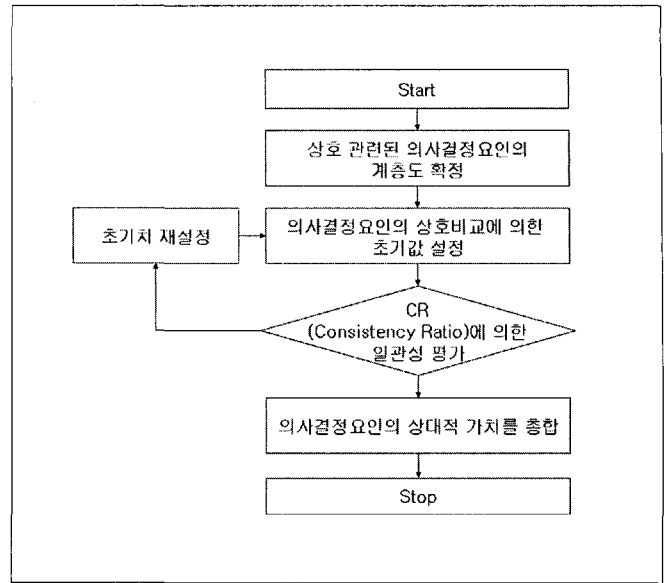 Start
상호 관련된 의사결정요인의
계층도 확정
초기치 재설정
의사결정요인의 상호비교에 의한
초기값 설정
CR
(Consistency Ratio)에 의한
일관성 평가
의사결정요인의 상대적 가치를 총합
Stop